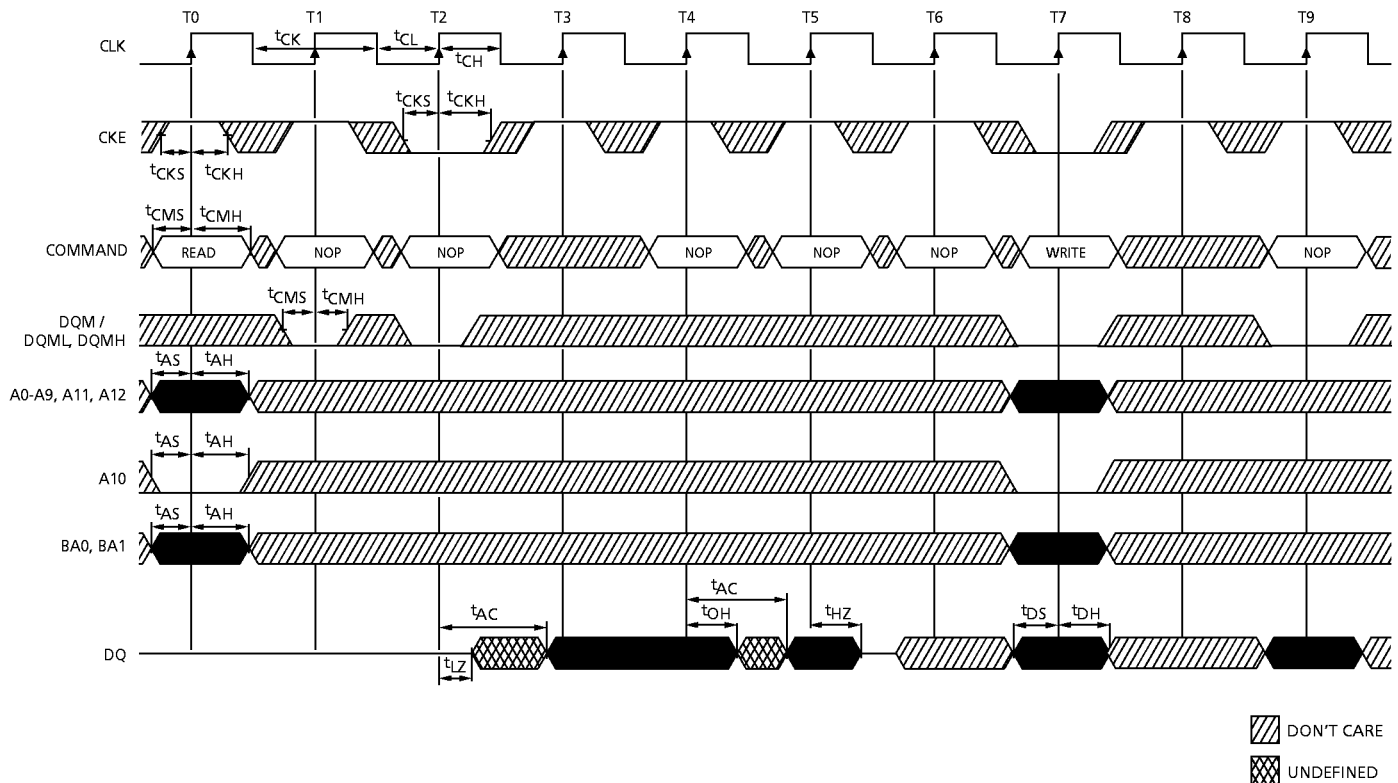 T0 T1 T2 T3 T4 T5 T6 T7 T8 T9
CLK
tCK tCL
tCH
tCKS tCKH
CKE
tCKS tCKH
tCMS tCMH
COMMAND READ NOP NOP NOP NOP NOP WRITE NOP
tCMS tCMH
DQM /
DQML, DQMH
tAS tAH
A0-A9, A11, A12
tAS tAH
A10
tAS tAH
BA0, BA1
tAC
tAC tOH tHZ tDS tDH
DQ
tLZ
DON'T CARE
UNDEFINED